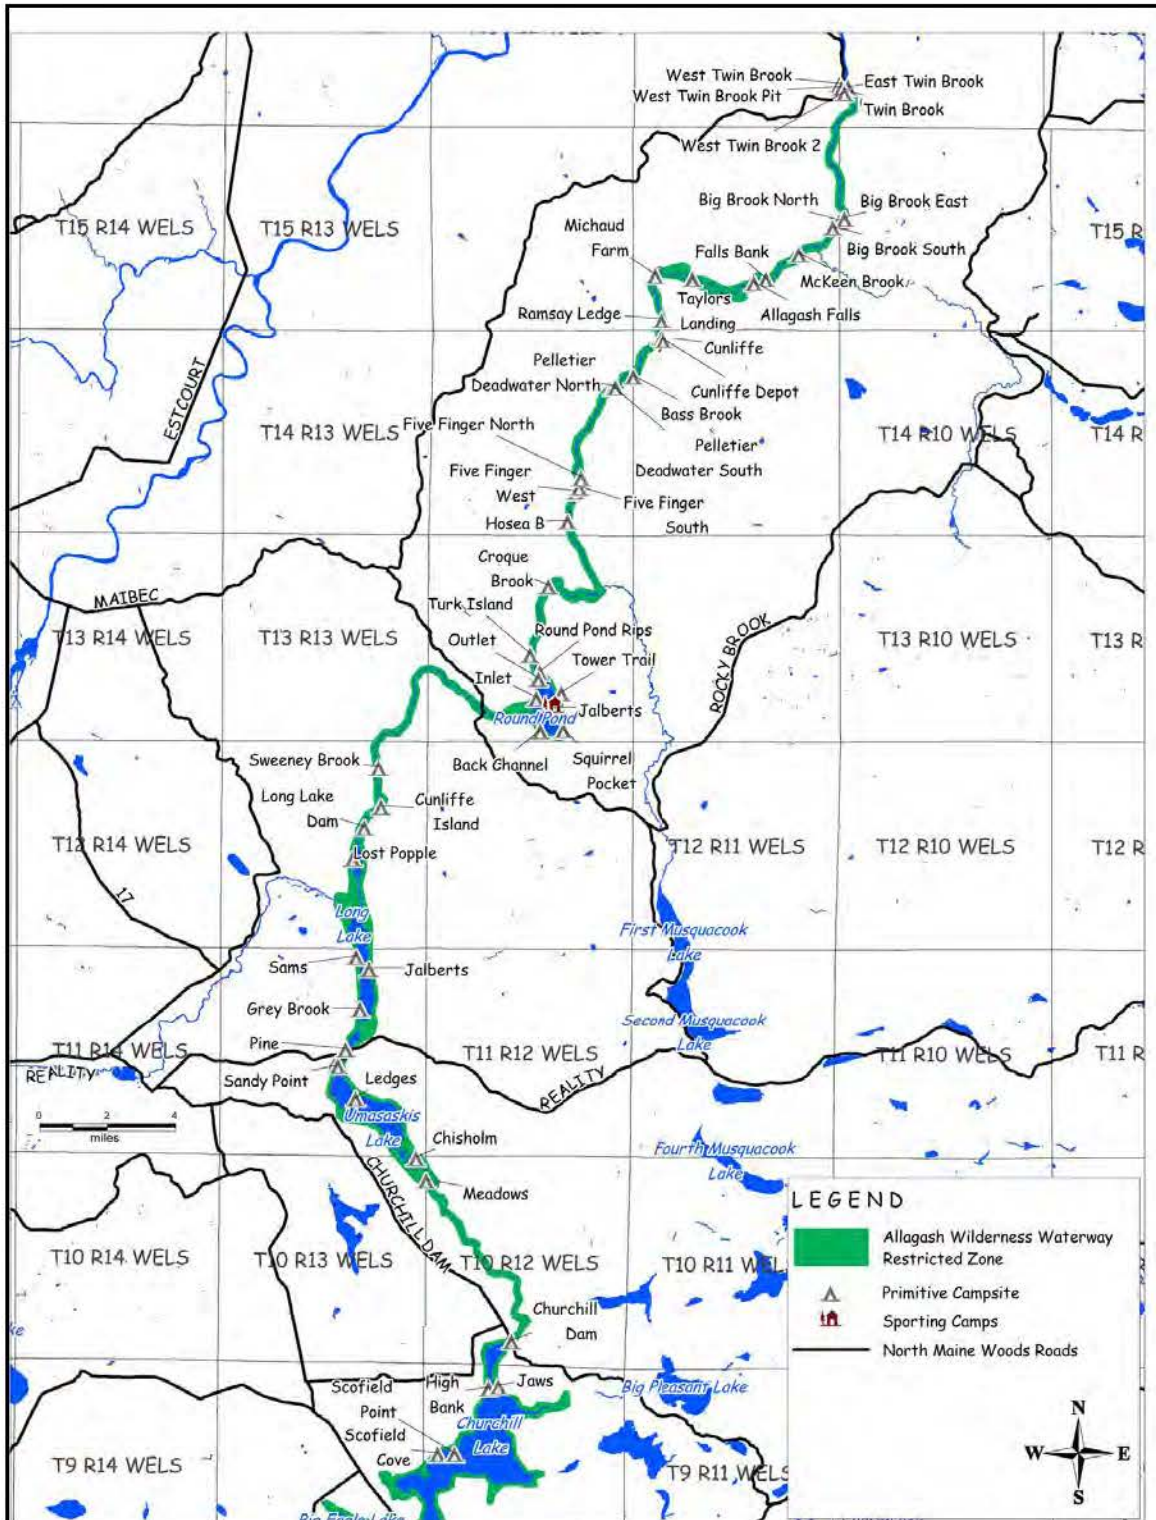 West Twin Brook
East Twin Brook
West Twin Brook Pit
Twin Brook
West Twin Brook 2
Big Brook North
Big Brook East
T15 R14 WELS
T15 R13 WELS
Michaud
Farm
Falls Bank
Big Brook South
T15 R
McKeen Brook
Taylors
Landing
Allagash Falls
Ramsay Ledge
Cunliffe
Pelletier
Deadwater North
Cunliffe Depot
Bass Brook
ESTCOURT
T14 R13 WELS
Five Finger North
Pelletier
Deadwater South
T14 R10 WELS
T14 R
Five Finger
West
Five Finger
South
Hosea B
Croque
Brook
MAIBEC
Turk Island
T13 R14 WELS
T13 R13 WELS
Round Pond Rips
Outlet
Tower Trail
ROCKY BROOK
T13 R10 WELS
T13 R
Inlet
Jalberts
Round Pond
Back Channel
Squirrel
Pocket
Sweeney Brook
Long Lake
Dam
Cunliffe
Island
T12 R14 WELS
Lost Popple
T12 R11 WELS
T12 R10 WELS
T12 R
17
Long
Lake
First Musquacook
Lake
Sams
Jalberts
Grey Brook
Second Musquacook
Lake
Pine
T11 R14 WELS
T11 R12 WELS
T11 R10 WELS
T11 R
REALITY
Sandy Point
Ledges
REALITY
0 2 4
miles
Umsaskis
Lake
Chisholm
Fourth Musquacook
Lake
CHURCHILL DAM
Meadows
T10 R14 WELS
T10 R13 WELS
T10 R12 WELS
T10 R11 WEL
Churchill
Dam
Scofield
Point
High
Bank
Jaws
Big Pleasant Lake
Scofield
Cove
Churchill
Lake
T9 R14 WELS
T9 R11 WELS
Big Eagle Lake
LEGEND
Allagash Wilderness Waterway
Restricted Zone
Primitive Campsite
Sporting Camps
North Maine Woods Roads
N
W E
S